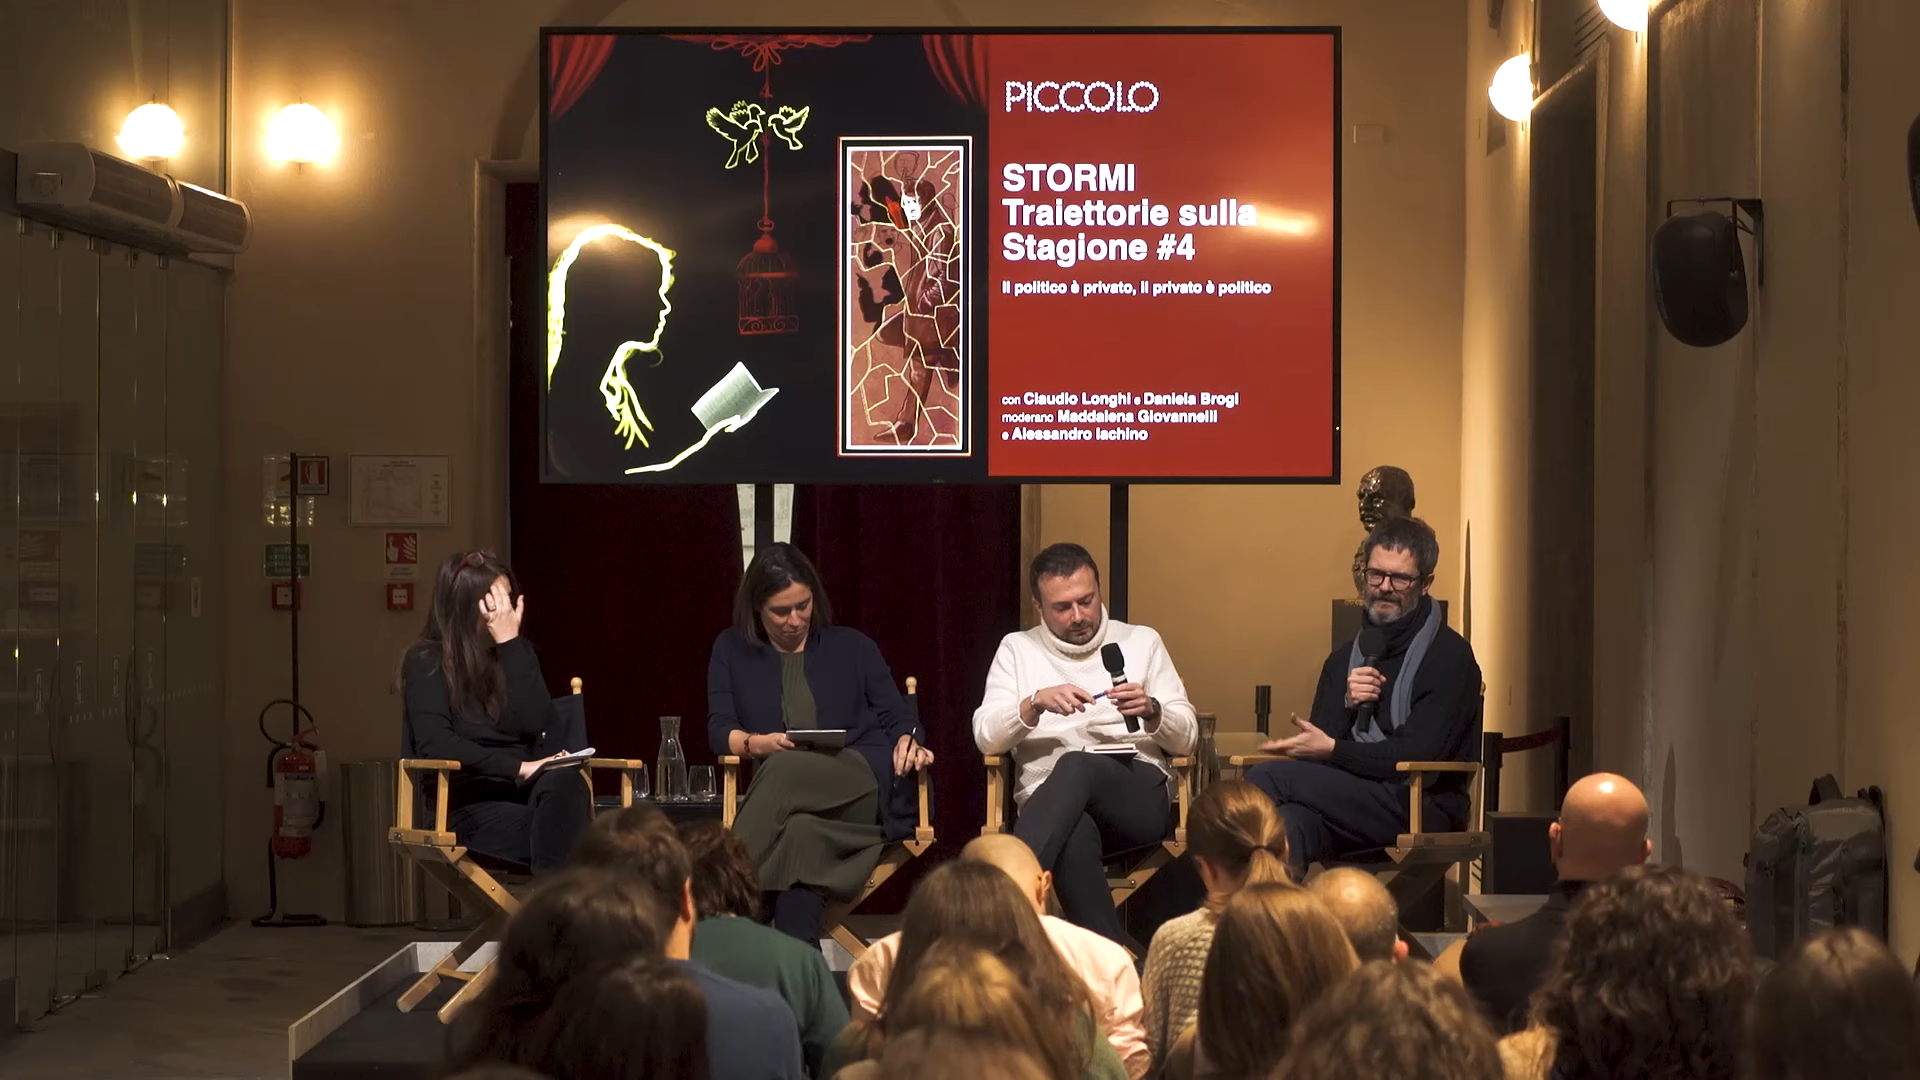 PICCOLO
STORMI
Traiettorie sulla
Stagione #4
Il politico è privato, il privato è politico
con Claudio Longhi e Daniela Brogi
moderano Maddalena Giovannelli
e Alessandro Iachino